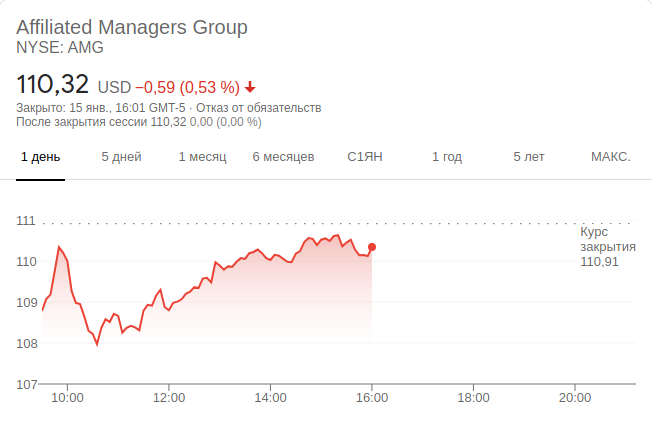 Affiliated Managers Group
NYSE: AMG
110,32 USD −0,59 (0,53 %)
Закрыто: 15 янв., 16:01 GMT-5 · Отказ от обязательств
После закрытия сессии 110,32 0,00 (0,00 %)
1 день 5 дней 1 месяц 6 месяцев С1ЯН 1 год 5 лет МАКС.
111
Курс
закрытия
110,91
110
109
108
107
10:00 12:00 14:00 16:00 18:00 20:00